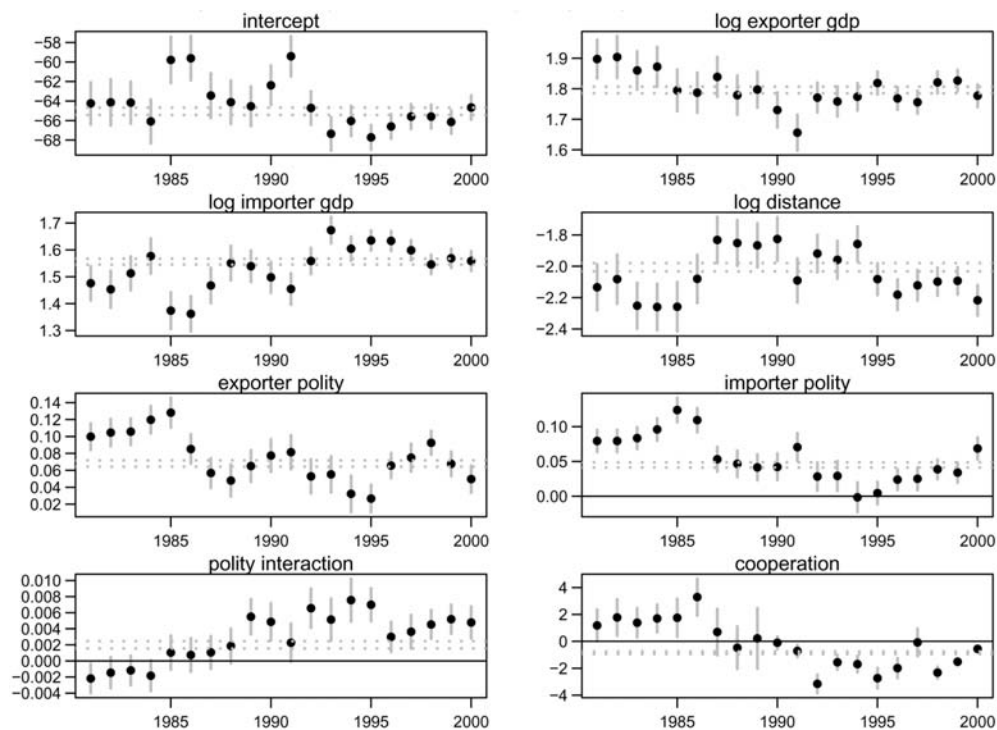 intercept
−58
−60
−62
−64
−66
−68
1985 1990 1995 2000
log exporter gdp
1.9
1.8
1.7
1.6
1985 1990 1995 2000
log importer gdp
1.7
1.6
1.5
1.4
1.3
1985 1990 1995 2000
log distance
−1.8
−2.0
−2.2
−2.4
1985 1990 1995 2000
exporter polity
0.14
0.12
0.10
0.08
0.06
0.04
0.02
1985 1990 1995 2000
importer polity
0.10
0.05
0.00
1985 1990 1995 2000
polity interaction
0.010
0.008
0.006
0.004
0.002
0.000
−0.002
−0.004
1985 1990 1995 2000
cooperation
4
2
0
−2
−4
1985 1990 1995 2000